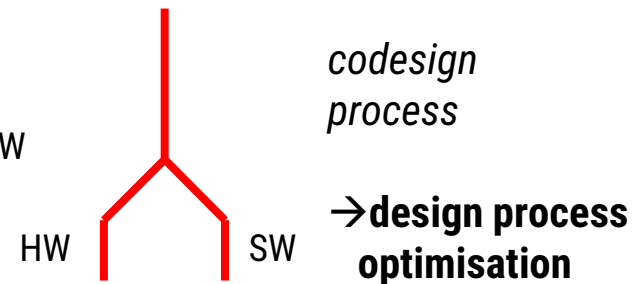 codesign
process
W
HW
SW
→design process
optimisation